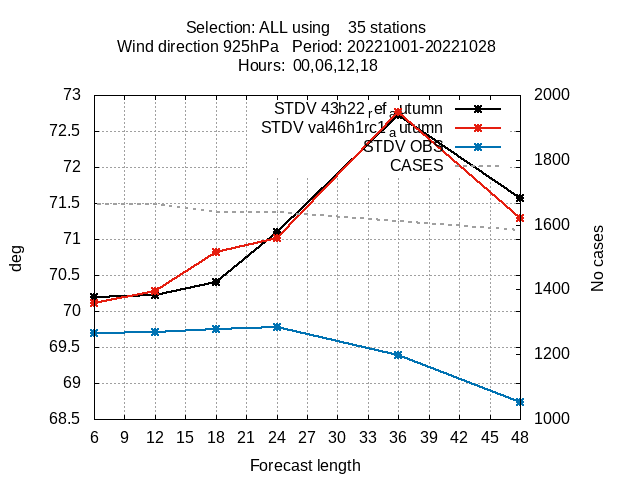 Selection: ALL using    35 stations
Wind direction 925hPa   Period: 20221001-20221028
Hours:  00,06,12,18
STDV 43h22_ref_autumn
STDV val46h1rc1_autumn
STDV OBS
CASES
73
72.5
72
71.5
71
70.5
70
69.5
69
68.5
deg
2000
1800
1600
1400
1200
1000
No cases
6 9 12 15 18 21 24 27 30 33 36 39 42 45 48
Forecast length